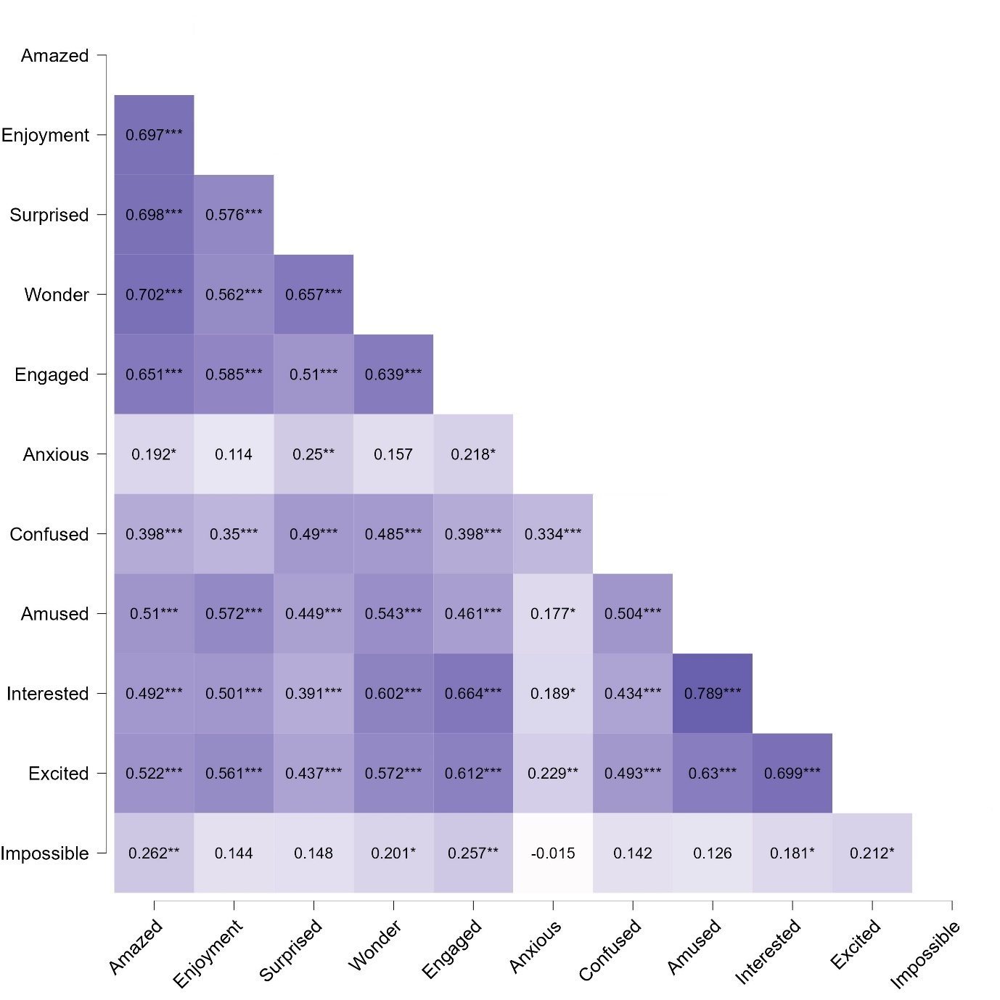 Amazed
Enjoyment 0.697***
Surprised 0.698*** 0.576***
Wonder 0.702*** 0.562*** 0.657***
Engaged 0.651*** 0.585*** 0.51*** 0.639***
Anxious 0.192* 0.114 0.25** 0.157 0.218*
Confused 0.398*** 0.35*** 0.49*** 0.485*** 0.398*** 0.334***
Amused 0.51*** 0.572*** 0.449*** 0.543*** 0.461*** 0.177* 0.504***
Interested 0.492*** 0.501*** 0.391*** 0.602*** 0.664*** 0.189* 0.434*** 0.789***
Excited 0.522*** 0.561*** 0.437*** 0.572*** 0.612*** 0.229** 0.493*** 0.63*** 0.699***
Impossible 0.262** 0.144 0.148 0.201* 0.257** -0.015 0.142 0.126 0.181* 0.212*
Amazed Enjoyment Surprised Wonder Engaged Anxious Confused Amused Interested Excited Impossible